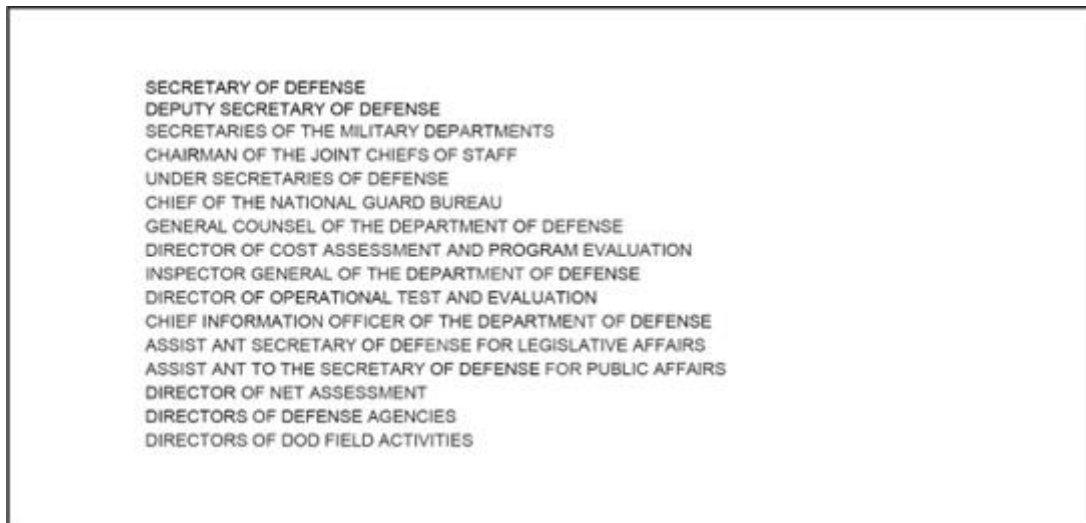 SECRETARY OF DEFENSE
DEPUTY SECRETARY OF DEFENSE
SECRETARIES OF THE MILITARY DEPARTMENTS
CHAIRMAN OF THE JOINT CHIEFS OF STAFF
UNDER SECRETARIES OF DEFENSE
CHIEF OF THE NATIONAL GUARD BUREAU
GENERAL COUNSEL OF THE DEPARTMENT OF DEFENSE
DIRECTOR OF COST ASSESSMENT AND PROGRAM EVALUATION
INSPECTOR GENERAL OF THE DEPARTMENT OF DEFENSE
DIRECTOR OF OPERATIONAL TEST AND EVALUATION
CHIEF INFORMATION OFFICER OF THE DEPARTMENT OF DEFENSE
ASSIST ANT SECRETARY OF DEFENSE FOR LEGISLATIVE AFFAIRS
ASSIST ANT TO THE SECRETARY OF DEFENSE FOR PUBLIC AFFAIRS
DIRECTOR OF NET ASSESSMENT
DIRECTORS OF DEFENSE AGENCIES
DIRECTORS OF DOD FIELD ACTIVITIES